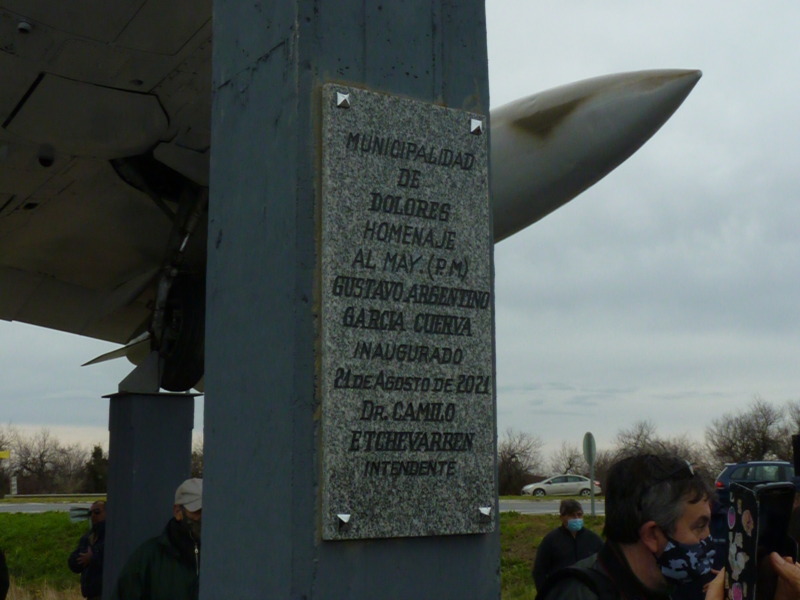 MUNICIPALIDAD
DE
DOLORES
HOMENAJE
AL MAY. (P.M)
GUSTAVO ARGENTINO
GARCIA CUERVA
INAUGURADO
21 DE AGOSTO DE 2021
DR. CAMILO
ETCHEVARREN
INTENDENTE